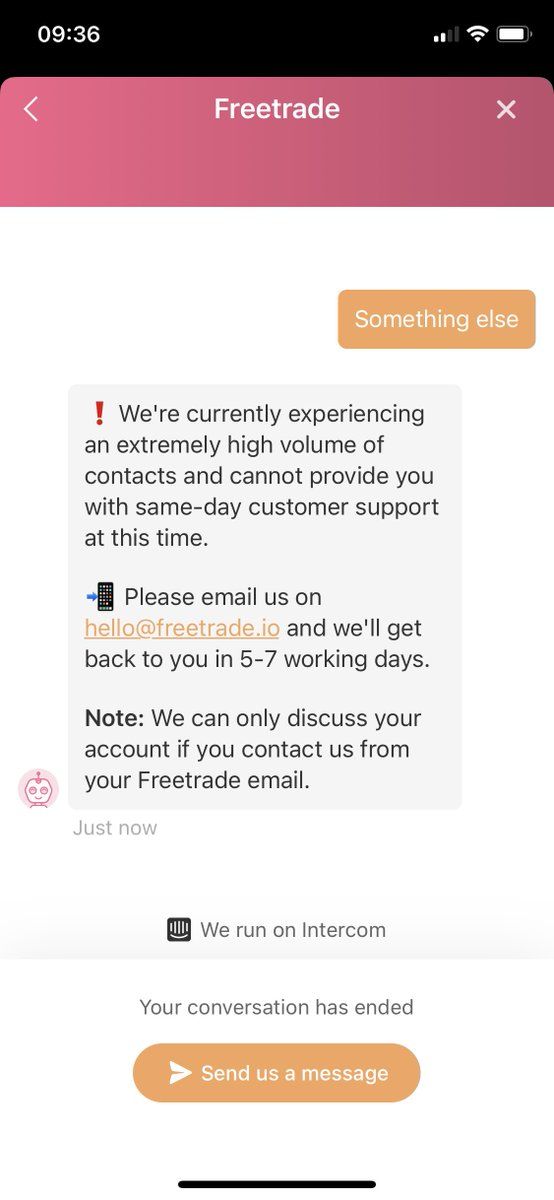 09:36
Freetrade
Something else
❗ We're currently experiencing
an extremely high volume of
contacts and cannot provide you
with same-day customer support
at this time.
📲 Please email us on
hello@freetrade.io and we'll get
back to you in 5-7 working days.
Note: We can only discuss your
account if you contact us from
your Freetrade email.
Just now
We run on Intercom
Your conversation has ended
Send us a message